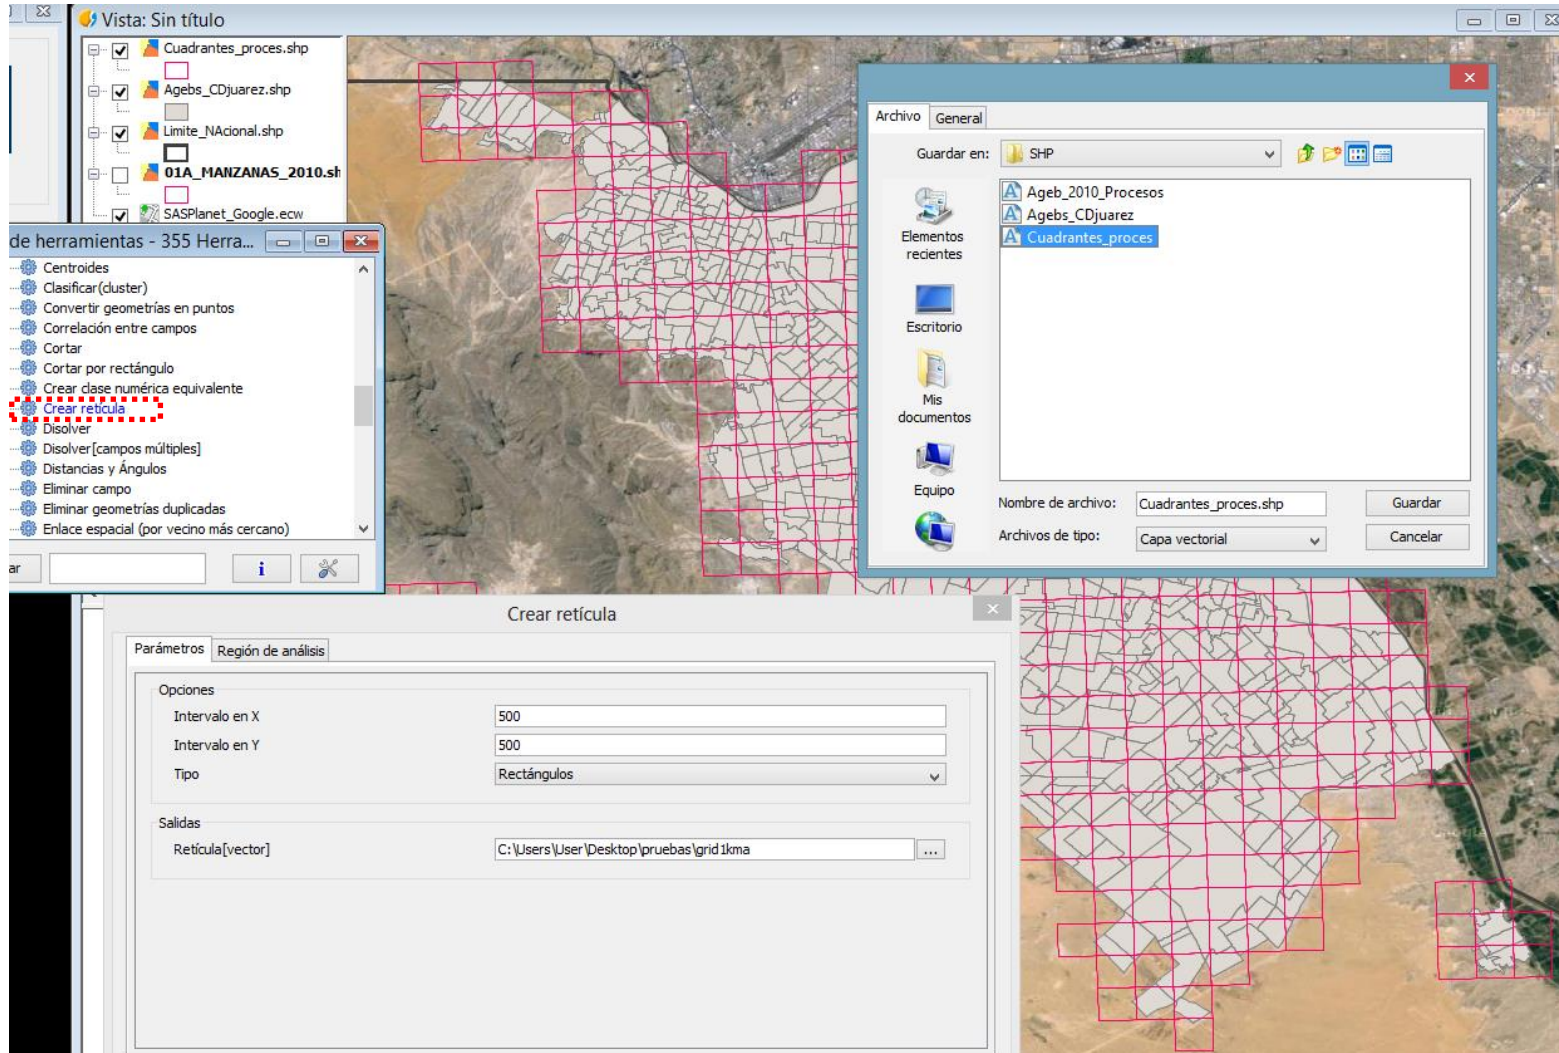 Vista: Sin título
Cuadrantes_proces.shp
Agebs_CDjuarez.shp
Limite_NAcional.shp
01A_MANZANAS_2010.sh
SASPlanet_Google.ecw
de herramientas - 355 Herra...
Centroides
Clasificar(cluster)
Convertir geometrías en puntos
Correlación entre campos
Cortar
Cortar por rectángulo
Crear clase numérica equivalente
Crear retícula
Disolver
Disolver[campos múltiples]
Distancias y Ángulos
Eliminar campo
Eliminar geometrías duplicadas
Enlace espacial (por vecino más cercano)
ar
i
Archivo General
Guardar en: SHP
Ageb_2010_Procesos
Agebs_CDjuarez
Cuadrantes_proces
Elementos
recientes
Escritorio
Mis
documentos
Equipo
Nombre de archivo: Cuadrantes_proces.shp Guardar
Archivos de tipo: Capa vectorial Cancelar
Crear retícula
Parámetros Región de análisis
Opciones
Intervalo en X 500
Intervalo en Y 500
Tipo Rectángulos
Salidas
Retícula[vector] C:\Users\User\Desktop\pruebas\grid1kma ...